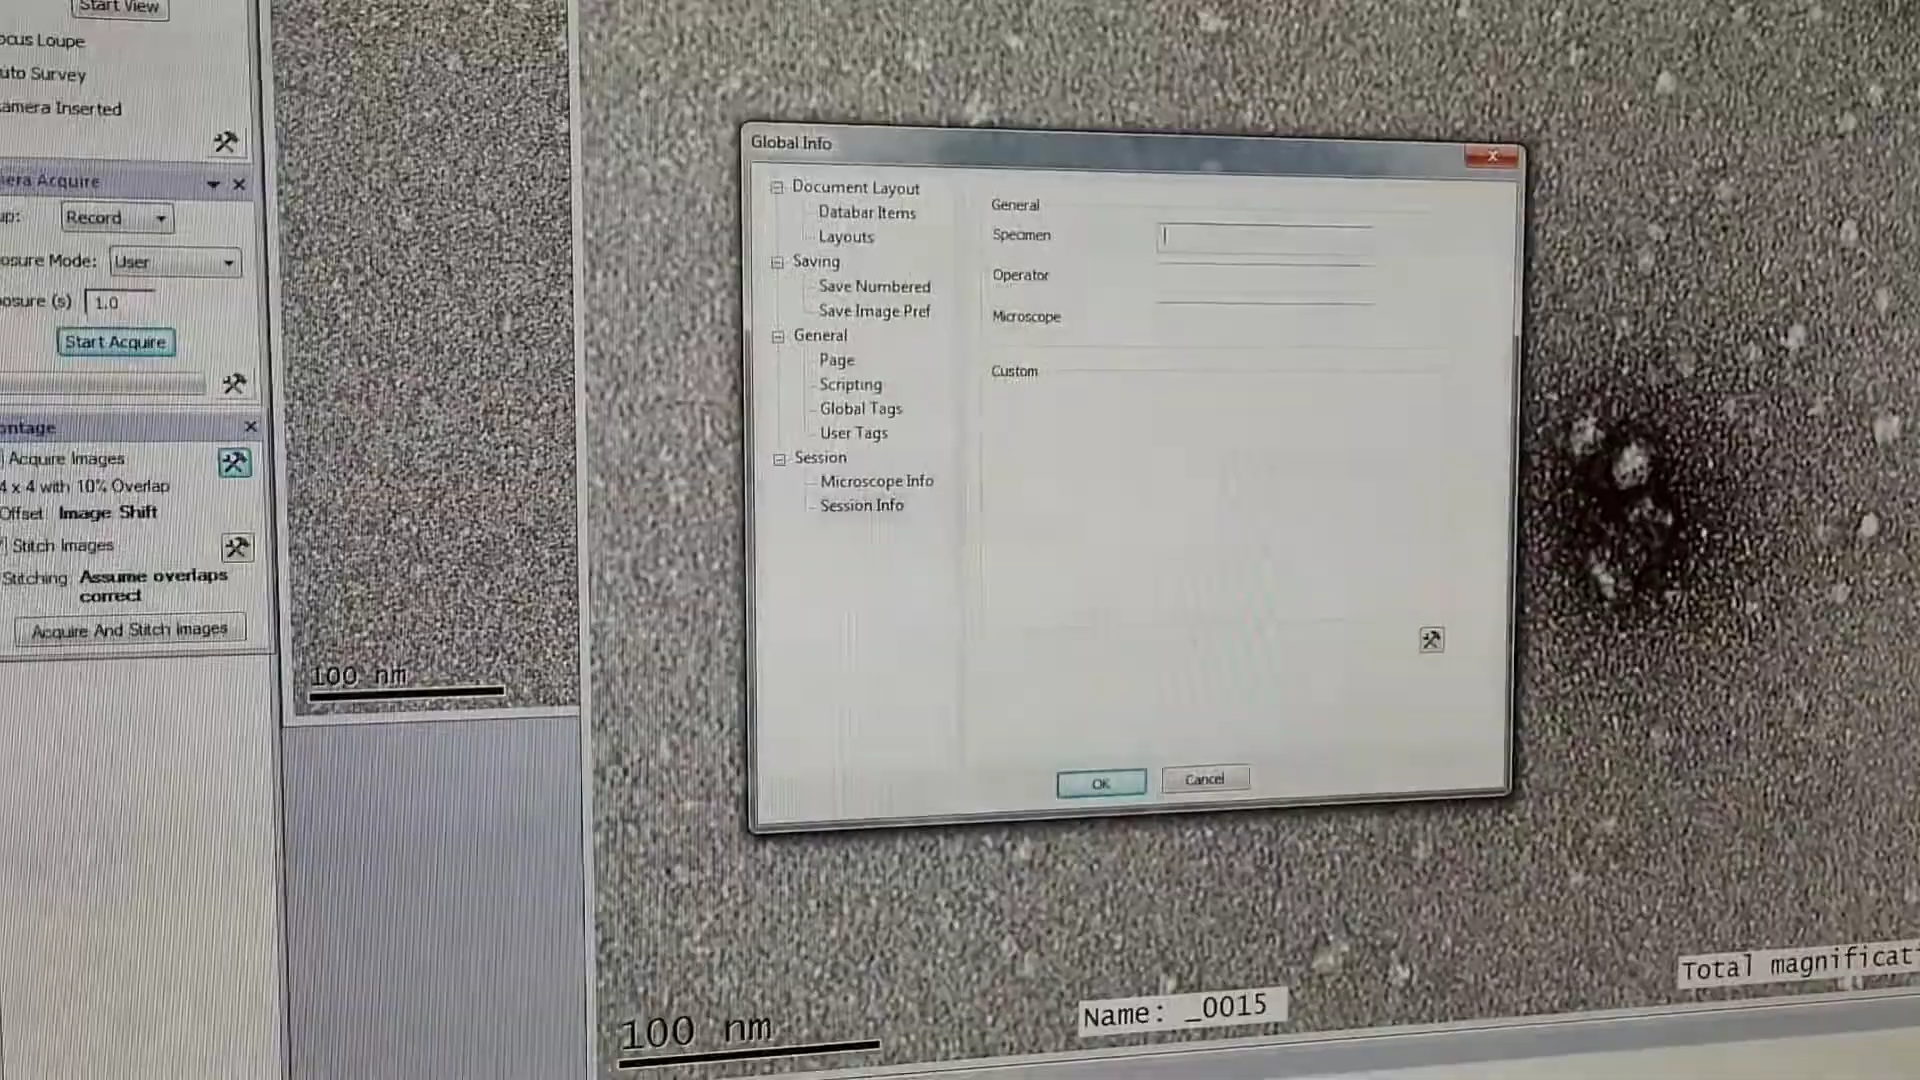 Start View
ocus Loupe
uto Survey
amera Inserted
era Acquire
up: Record
osure Mode: User
osure (s) 1.0
Start Acquire
ontage
Acquire Images
4 x 4 with 10% Overlap
Offset Image Shift
Stitch Images
Stitching Assume overlaps
correct
Acquire And Stitch Images
100 nm
Global Info
Document Layout
Databar Items
Layouts
Saving
Save Numbered
Save Image Pref
General
Page
Scripting
Global Tags
User Tags
Session
Microscope Info
Session Info
General
Specimen
Operator
Microscope
Custom
OK
Cancel
100 nm
Name: _0015
Total magnificat